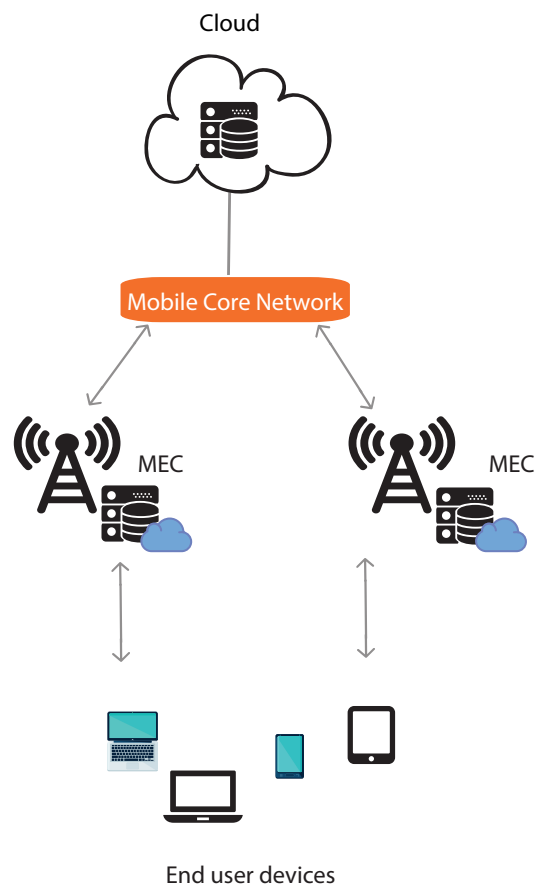 Cloud
Mobile Core Network
MEC
MEC
End user devices